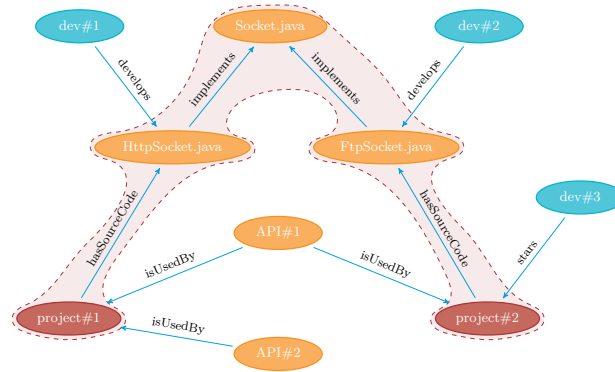 dev#1
Socket.java
dev#2
develops
implements
implements
develops
HttpSocket.java
FtpSocket.java
dev#3
hasSourceCode
hasSourceCode
API#1
stars
isUsedBy
isUsedBy
project#1
project#2
isUsedBy
API#2